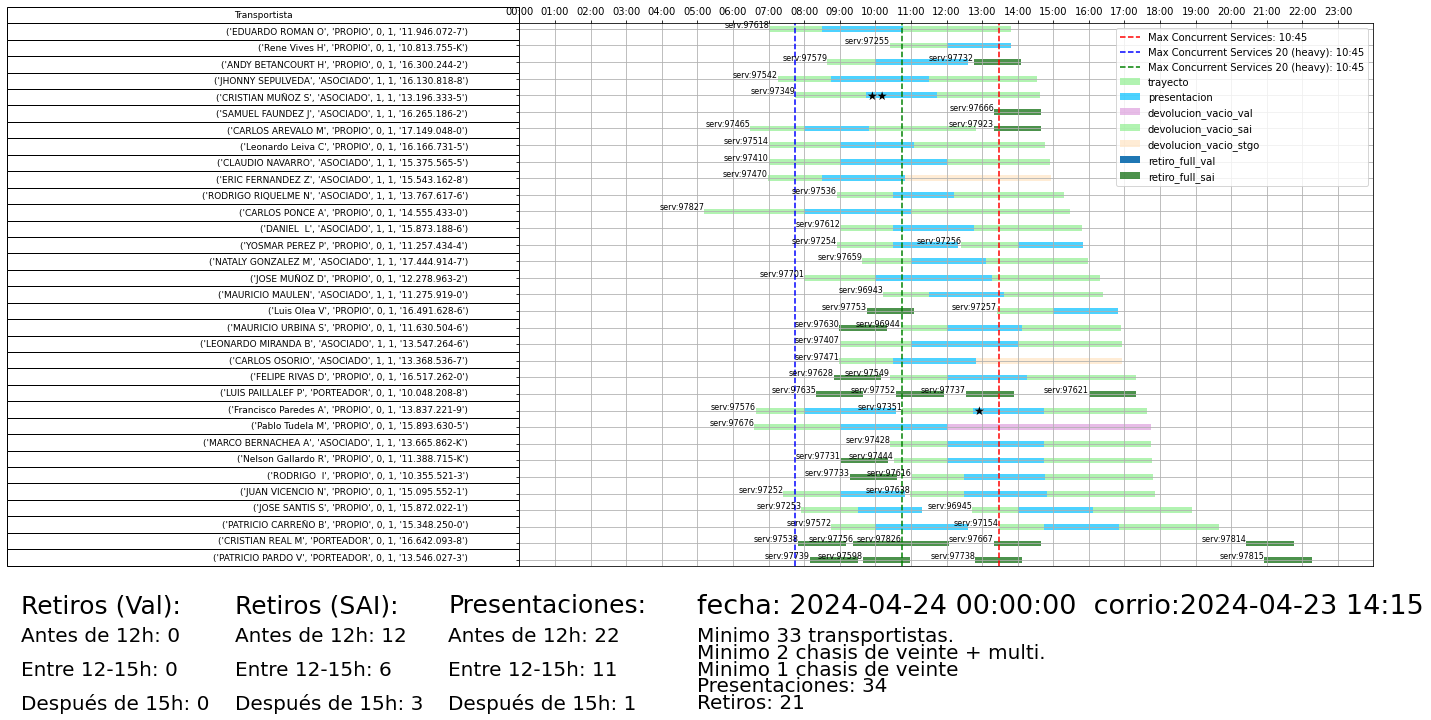 Transportista
00:00 01:00 02:00 03:00 04:00 05:00 06:00 07:00 08:00 09:00 10:00 11:00 12:00 13:00 14:00 15:00 16:00 17:00 18:00 19:00 20:00 21:00 22:00 23:00
('EDUARDO ROMAN O', 'PROPIO', 0, 1, '11.946.072-7') serv:97618
('Rene Vives H', 'PROPIO', 0, 1, '10.813.755-K') serv:97255
('ANDY BETANCOURT H', 'PROPIO', 0, 1, '16.300.244-2') serv:97579 serv:97732
('JHONNY SEPULVEDA', 'ASOCIADO', 1, 1, '16.130.818-8') serv:97542
('CRISTIAN MUÑOZ S', 'ASOCIADO', 1, 1, '13.196.333-5') serv:97349
('SAMUEL FAUNDEZ J', 'ASOCIADO', 1, 1, '16.265.186-2') serv:97666
('CARLOS AREVALO M', 'PROPIO', 0, 1, '17.149.048-0') serv:97465 serv:97923
('Leonardo Leiva C', 'PROPIO', 0, 1, '16.166.731-5') serv:97514
('CLAUDIO NAVARRO', 'ASOCIADO', 1, 1, '15.375.565-5') serv:97410
('ERIC FERNANDEZ Z', 'ASOCIADO', 1, 1, '15.543.162-8') serv:97470
('RODRIGO RIQUELME N', 'ASOCIADO', 1, 1, '13.767.617-6') serv:97536
('CARLOS PONCE A', 'PROPIO', 0, 1, '14.555.433-0') serv:97827
('DANIEL  L', 'ASOCIADO', 1, 1, '15.873.188-6') serv:97612
('YOSMAR PEREZ P', 'PROPIO', 0, 1, '11.257.434-4') serv:97254 serv:97256
('NATALY GONZALEZ M', 'ASOCIADO', 1, 1, '17.444.914-7') serv:97659
('JOSE MUÑOZ D', 'PROPIO', 0, 1, '12.278.963-2') serv:97701
('MAURICIO MAULEN', 'ASOCIADO', 1, 1, '11.275.919-0') serv:96943
('Luis Olea V', 'PROPIO', 0, 1, '16.491.628-6') serv:97753 serv:97257
('MAURICIO URBINA S', 'PROPIO', 0, 1, '11.630.504-6') serv:97630 serv:96944
('LEONARDO MIRANDA B', 'ASOCIADO', 1, 1, '13.547.264-6') serv:97407
('CARLOS OSORIO', 'ASOCIADO', 1, 1, '13.368.536-7') serv:97471
('FELIPE RIVAS D', 'PROPIO', 0, 1, '16.517.262-0') serv:97628 serv:97549
('LUIS PAILLALEF P', 'PORTEADOR', 0, 1, '10.048.208-8') serv:97635 serv:97752 serv:97737 serv:97621
('Francisco Paredes A', 'PROPIO', 0, 1, '13.837.221-9') serv:97576 serv:97351
('Pablo Tudela M', 'PROPIO', 0, 1, '15.893.630-5') serv:97676
('MARCO BERNACHEA A', 'ASOCIADO', 1, 1, '13.665.862-K') serv:97428
('Nelson Gallardo R', 'PROPIO', 0, 1, '11.388.715-K') serv:97731 serv:97444
('RODRIGO  I', 'PROPIO', 0, 1, '10.355.521-3') serv:97733 serv:97616
('JUAN VICENCIO N', 'PROPIO', 0, 1, '15.095.552-1') serv:97252 serv:97638
('JOSE SANTIS S', 'PROPIO', 0, 1, '15.872.022-1') serv:97253 serv:96945
('PATRICIO CARREÑO B', 'PROPIO', 0, 1, '15.348.250-0') serv:97572 serv:97154
('CRISTIAN REAL M', 'PORTEADOR', 0, 1, '16.642.093-8') serv:97538 serv:97756 serv:97826 serv:97667 serv:97814
('PATRICIO PARDO V', 'PORTEADOR', 0, 1, '13.546.027-3') serv:97739 serv:97598 serv:97738 serv:97815
Max Concurrent Services: 10:45
Max Concurrent Services 20 (heavy): 10:45
Max Concurrent Services 20 (heavy): 10:45
trayecto
presentacion
devolucion_vacio_val
devolucion_vacio_sai
devolucion_vacio_stgo
retiro_full_val
retiro_full_sai
Retiros (Val):
Antes de 12h: 0
Entre 12-15h: 0
Después de 15h: 0
Retiros (SAI):
Antes de 12h: 12
Entre 12-15h: 6
Después de 15h: 3
Presentaciones:
Antes de 12h: 22
Entre 12-15h: 11
Después de 15h: 1
fecha: 2024-04-24 00:00:00  corrio:2024-04-23 14:15
Minimo 33 transportistas.
Minimo 2 chasis de veinte + multi.
Minimo 1 chasis de veinte
Presentaciones: 34
Retiros: 21